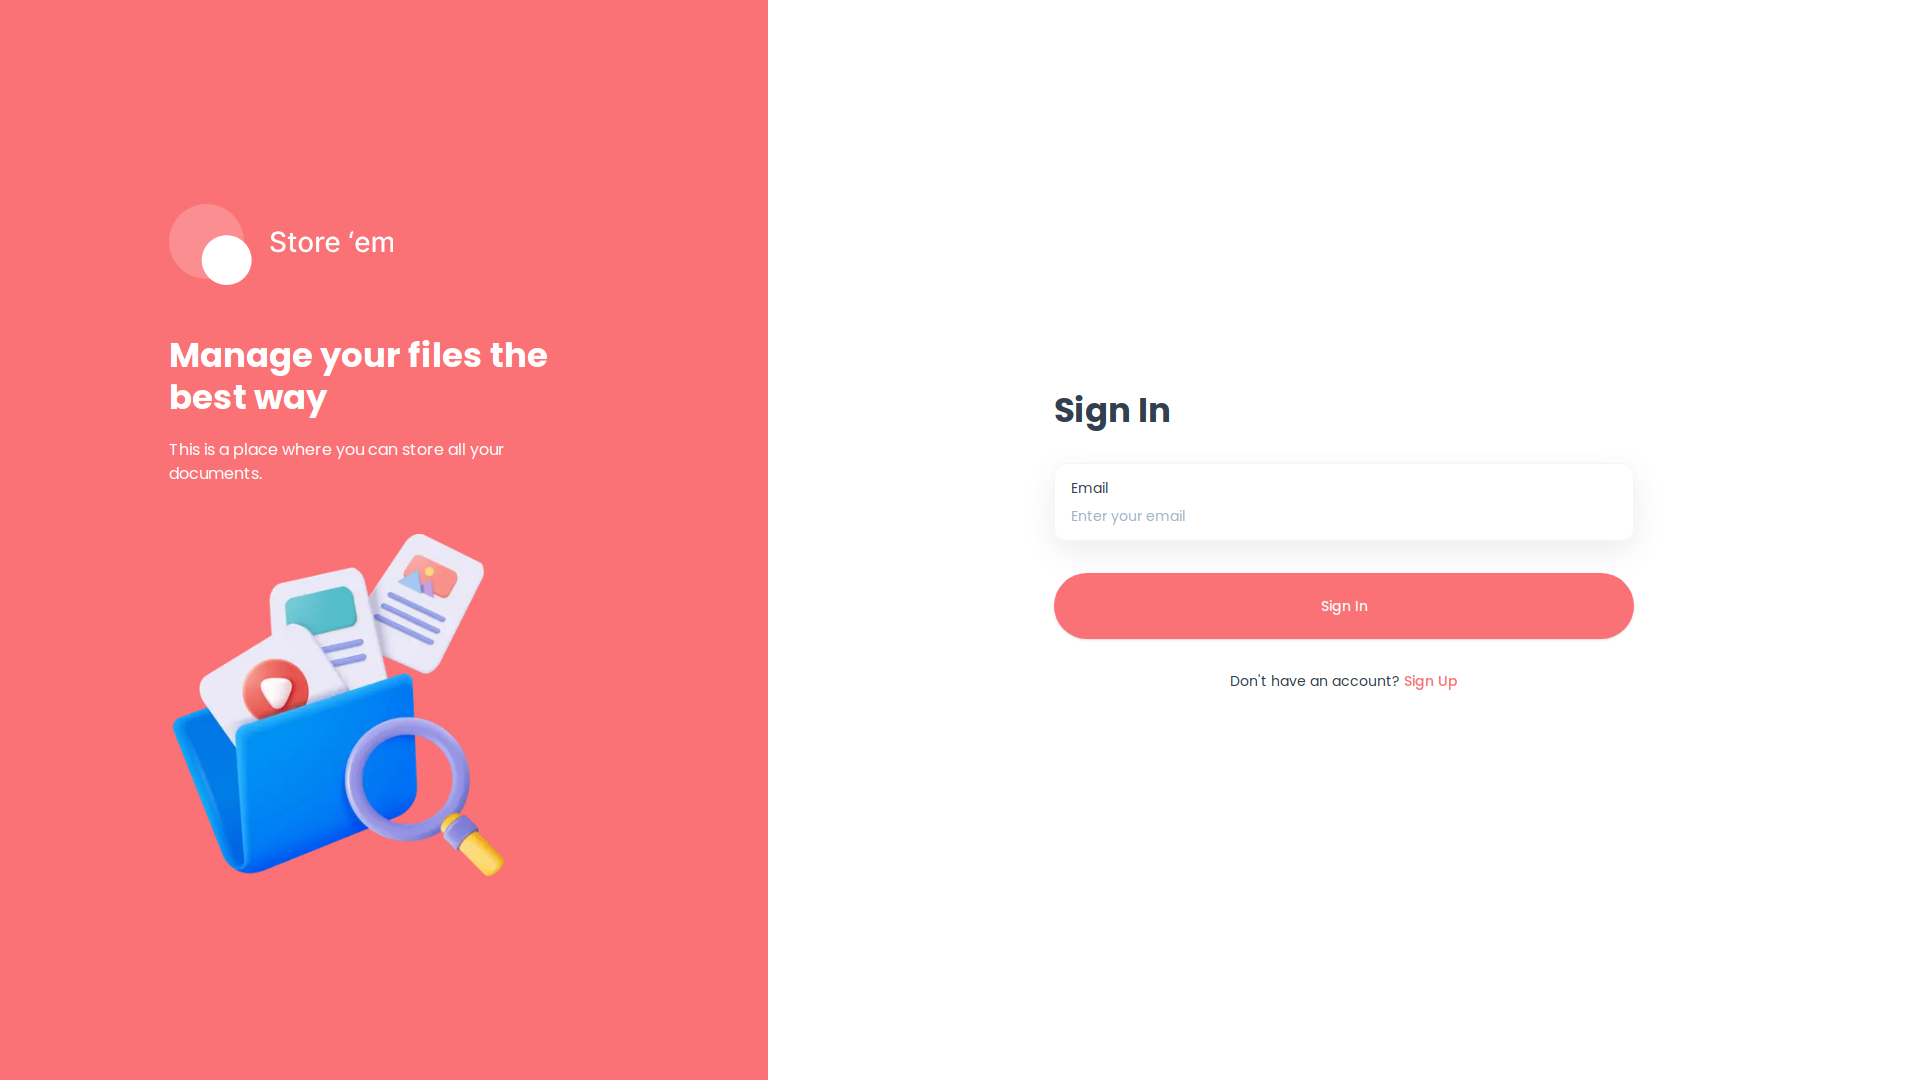 Store ‘em
Manage your files the
best way
This is a place where you can store all your
documents.
Sign In
Email
Enter your email
Sign In
Don't have an account? Sign Up